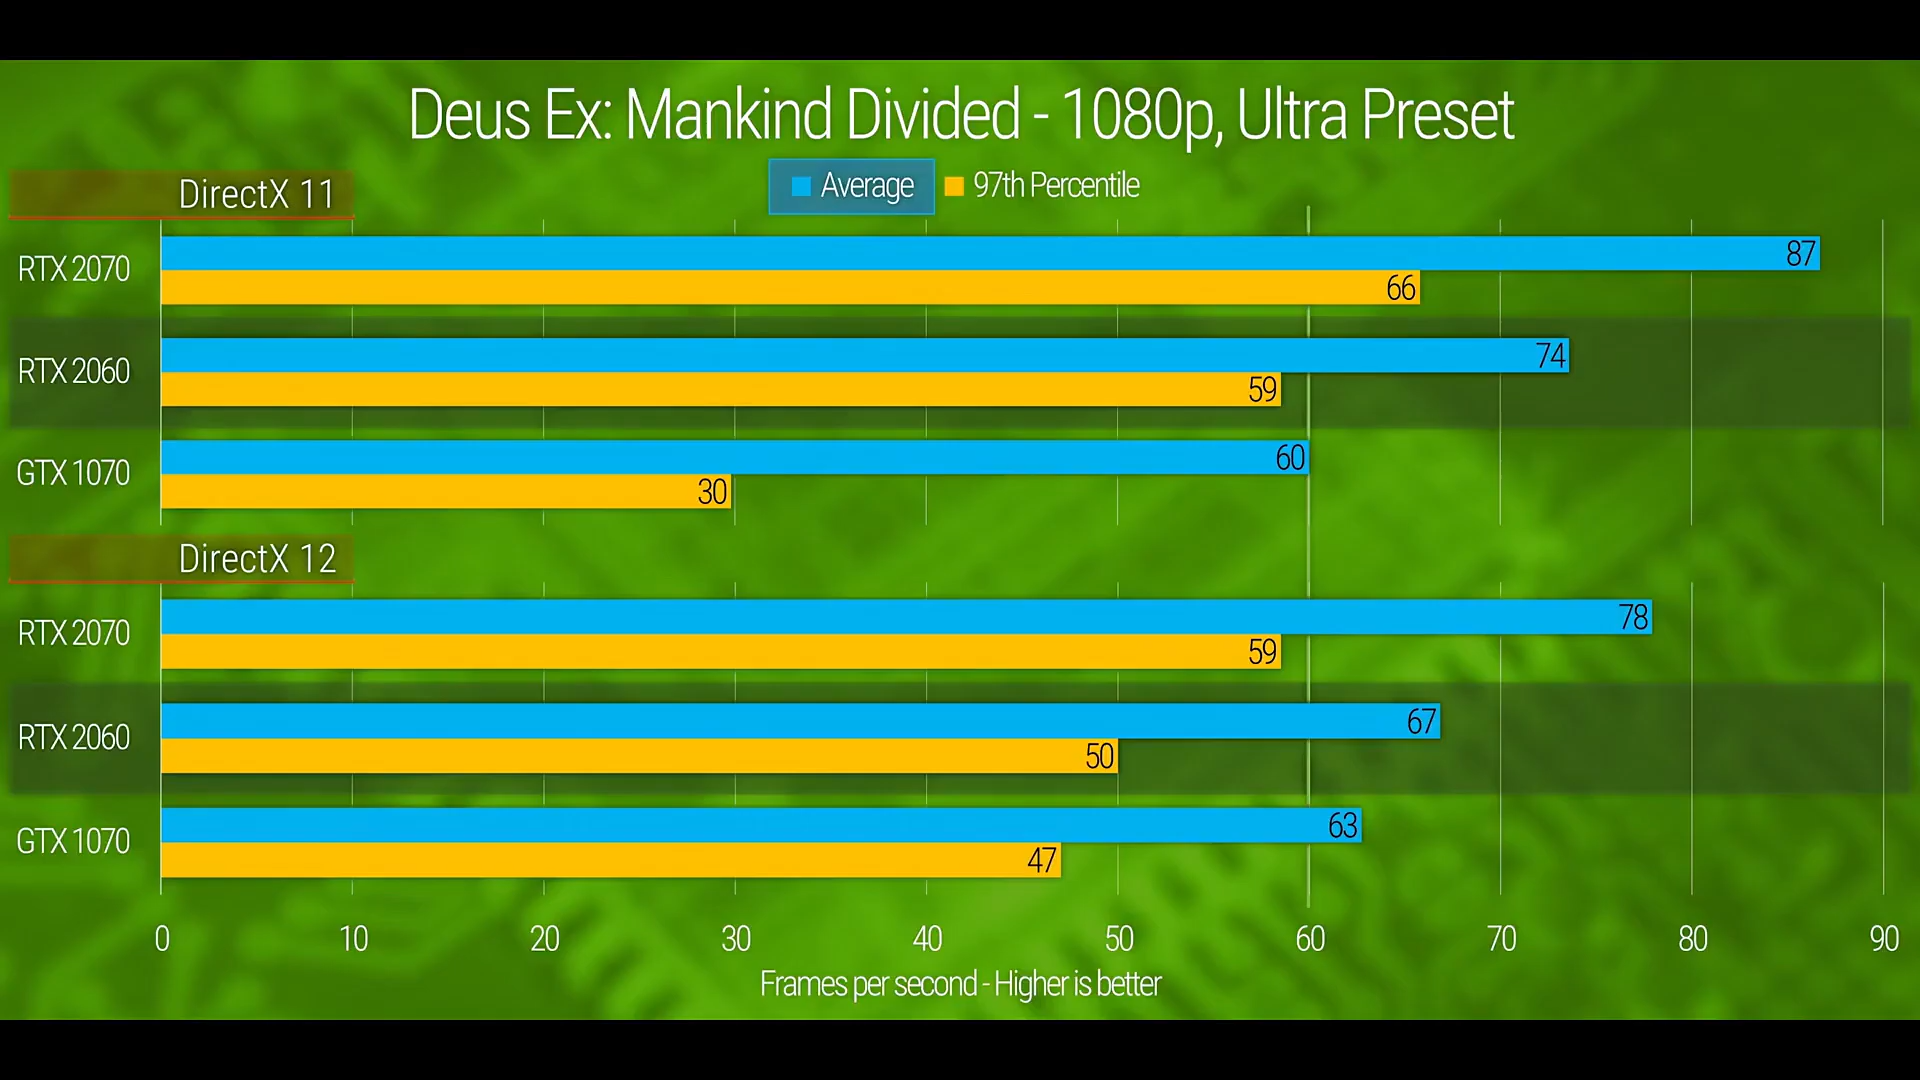 Deus Ex: Mankind Divided - 1080p, Ultra Preset
Average 97th Percentile
DirectX 11
RTX 2070
87
66
RTX 2060
74
59
GTX 1070
60
30
DirectX 12
RTX 2070
78
59
RTX 2060
67
50
GTX 1070
63
47
0 10 20 30 40 50 60 70 80 90
Frames per second - Higher is better